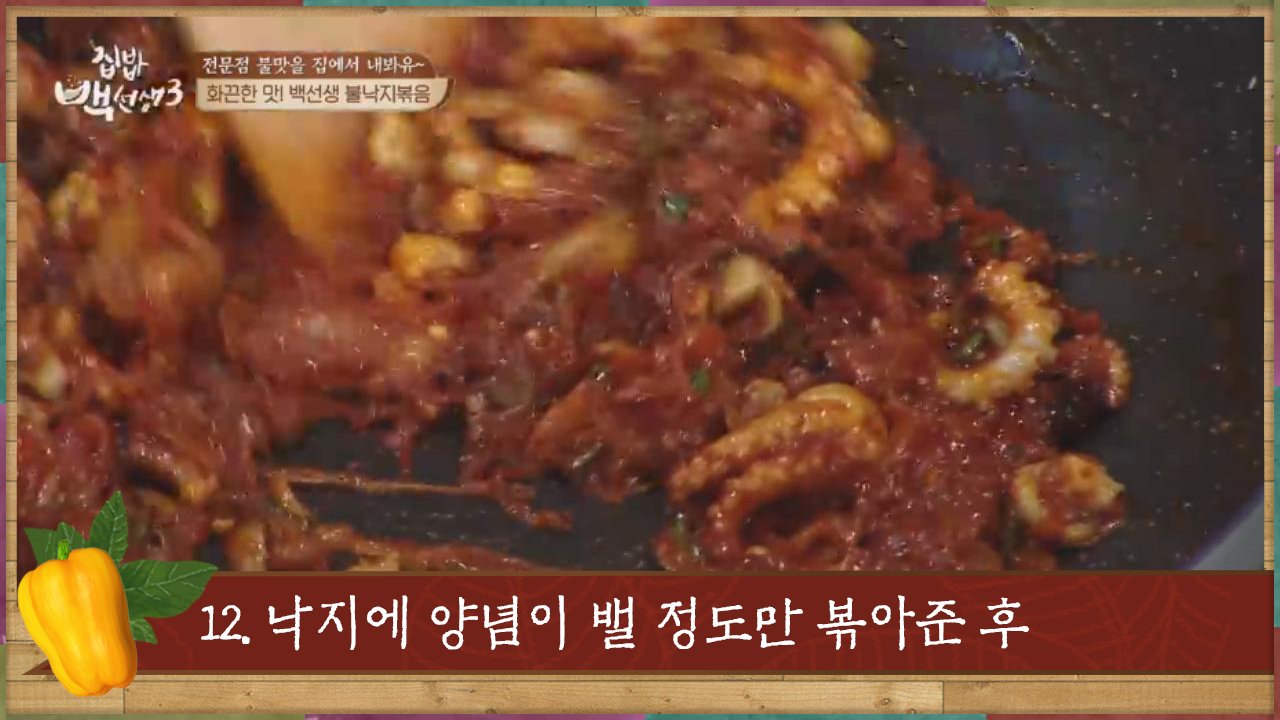 집밥
백선생3
전문점 불맛을 집에서 내봐유~
화끈한 맛! 백선생 불낙지볶음
12. 낙지에 양념이 밸 정도만 볶아준 후